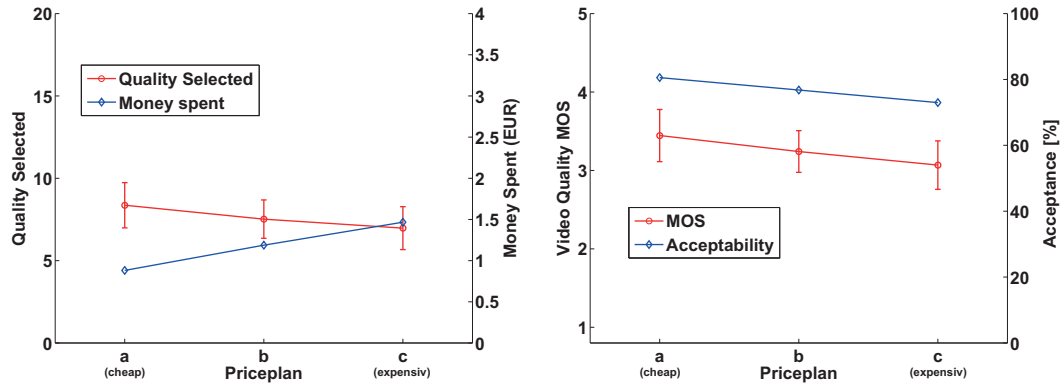 20
15
10
5
0
Quality Selected
Quality Selected
Money spent
4
3.5
3
2.5
2
1.5
1
0.5
0
Money Spent (EUR)
a b c
(cheap) (expensiv)
Priceplan
5
4
3
2
1
Video Quality MOS
MOS
Acceptability
100
80
60
40
20
0
Acceptance [%]
a b c
(cheap) (expensiv)
Priceplan